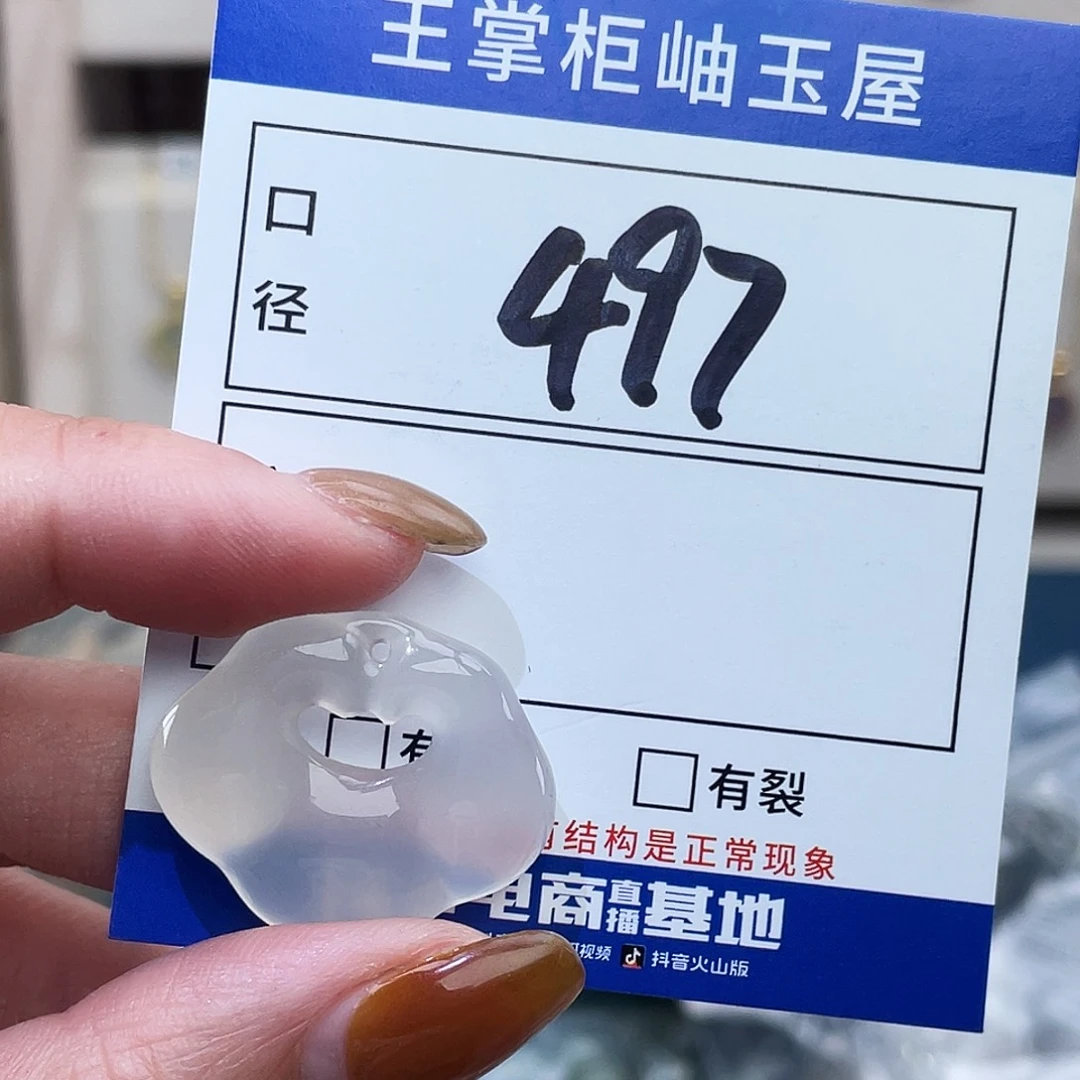 王掌柜岫玉屋
口径
497
有
有裂
结构是正常现象
电商直播基地
视频 抖音火山版